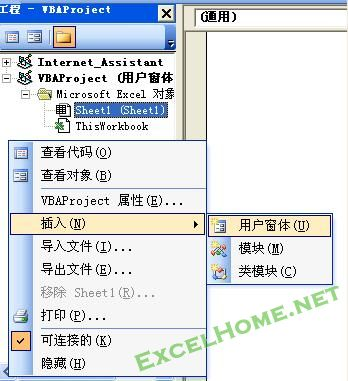 工程 - VBAProject
(通用)
Internet_Assistant
VBAProject (用户窗体
Microsoft Excel 对象
Sheet1 (Sheet1)
ThisWorkbook
查看代码(O)
查看对象(B)
VBAProject 属性(E)...
插入(N)
用户窗体(U)
模块(M)
类模块(C)
导入文件(I)...
导出文件(E)...
移除 Sheet1(R)...
打印(P)...
可连接的
隐藏(H)
EXCELHOME.NET